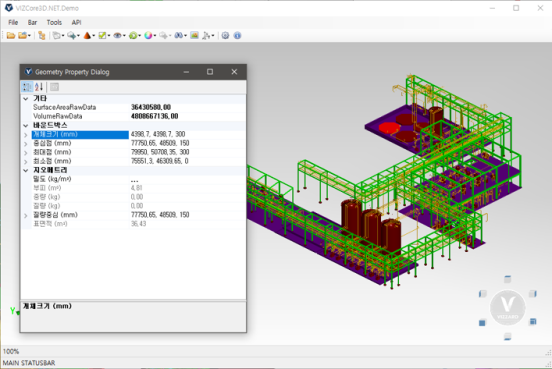 VIZCore3D.NET.Demo
File Bar Tools API
Geometry Property Dialog
기타
SurfaceAreaRawData 36430580,00
VolumeRawData 4808667136,00
바운드박스
개체크기 (mm) 4398,7, 4398,7, 300
중심점 (mm) 77750,65, 48509, 150
최대점 (mm) 79950, 50708,35, 300
최소점 (mm) 75551,3, 46309,65, 0
지오메트리
밀도 (kg/m³) ...
부피 (m³) 4,81
중량 (kg) 0,00
질량 (kg) 0,00
질량중심 (mm) 77750,65, 48509, 150
표면적 (m²) 36,43
개체크기 (mm)
Y
V
100%
MAIN STATUSBAR